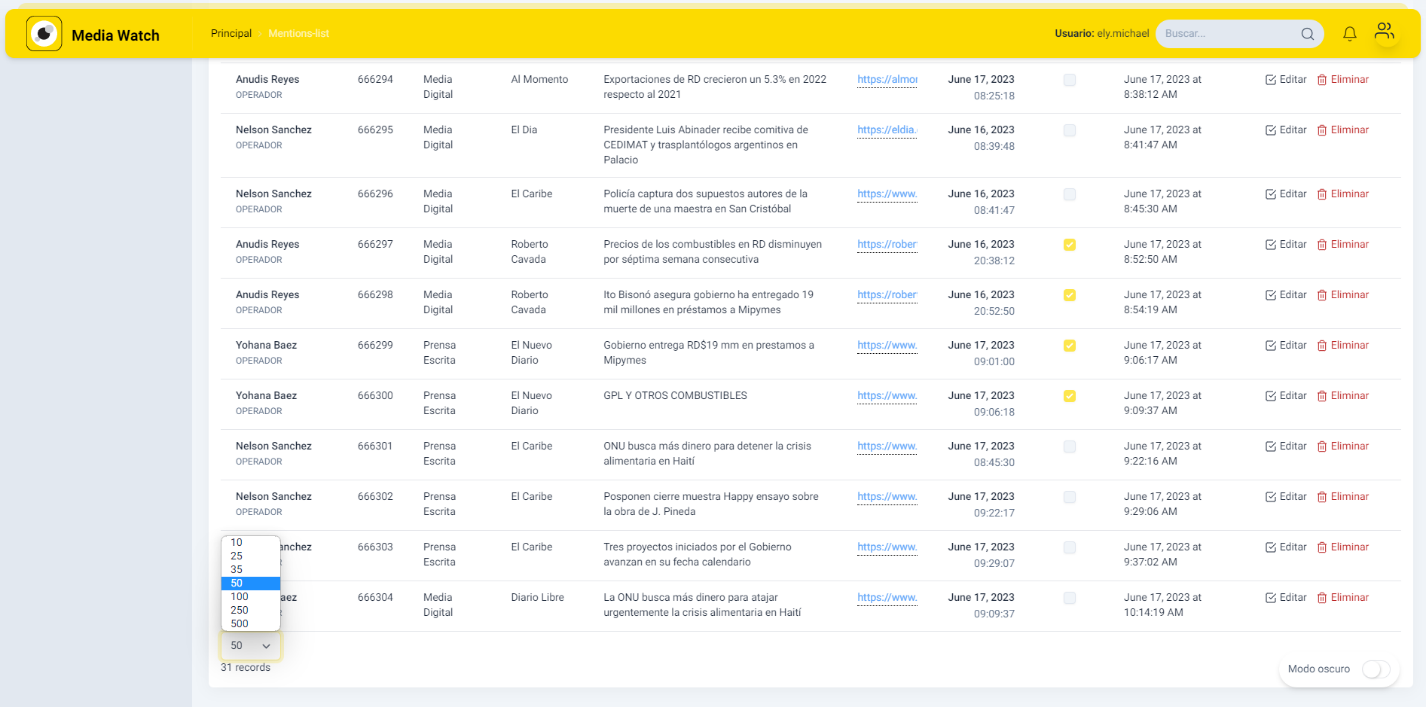 Media Watch Principal Mentions-list Usuario: ely.michael Buscar...
Anudis Reyes 666294 Media Al Momento Exportaciones de RD crecieron un 5.3% en 2022 https://almor June 17, 2023 June 17, 2023 at Editar Eliminar
OPERADOR Digital respecto al 2021 08:25:18 8:38:12 AM
Nelson Sanchez 666295 Media El Dia Presidente Luis Abinader recibe comitiva de https://eldia. June 16, 2023 June 17, 2023 at Editar Eliminar
OPERADOR Digital CEDIMAT y trasplantólogos argentinos en 08:39:48 8:41:47 AM
Palacio
Nelson Sanchez 666296 Media El Caribe Policía captura dos supuestos autores de la https://www. June 16, 2023 June 17, 2023 at Editar Eliminar
OPERADOR Digital muerte de una maestra en San Cristóbal 08:41:47 8:45:30 AM
Anudis Reyes 666297 Media Roberto Precios de los combustibles en RD disminuyen https://rober June 16, 2023 June 17, 2023 at Editar Eliminar
OPERADOR Digital Cavada por séptima semana consecutiva 20:38:12 8:52:50 AM
Anudis Reyes 666298 Media Roberto Ito Bisonó asegura gobierno ha entregado 19 https://rober June 16, 2023 June 17, 2023 at Editar Eliminar
OPERADOR Digital Cavada mil millones en préstamos a Mipymes 20:52:50 8:54:19 AM
Yohana Baez 666299 Prensa El Nuevo Gobierno entrega RD$19 mm en prestamos a https://www. June 17, 2023 June 17, 2023 at Editar Eliminar
OPERADOR Escrita Diario Mipymes 09:01:00 9:06:17 AM
Yohana Baez 666300 Prensa El Nuevo GPL Y OTROS COMBUSTIBLES https://www. June 17, 2023 June 17, 2023 at Editar Eliminar
OPERADOR Escrita Diario 09:06:18 9:09:37 AM
Nelson Sanchez 666301 Prensa El Caribe ONU busca más dinero para detener la crisis https://www. June 17, 2023 June 17, 2023 at Editar Eliminar
OPERADOR Escrita alimentaria en Haití 08:45:30 9:22:16 AM
Nelson Sanchez 666302 Prensa El Caribe Posponen cierre muestra Happy ensayo sobre https://www. June 17, 2023 June 17, 2023 at Editar Eliminar
OPERADOR Escrita la obra de J. Pineda 09:22:17 9:29:06 AM
anchez 666303 Prensa El Caribe Tres proyectos iniciados por el Gobierno https://www. June 17, 2023 June 17, 2023 at Editar Eliminar
Escrita avanzan en su fecha calendario 09:29:07 9:37:02 AM
aez 666304 Media Diario Libre La ONU busca más dinero para atajar https://www. June 17, 2023 June 17, 2023 at Editar Eliminar
Digital urgentemente la crisis alimentaria en Haití 09:09:37 10:14:19 AM
10
25
35
50
100
250
500
50
31 records
Modo oscuro